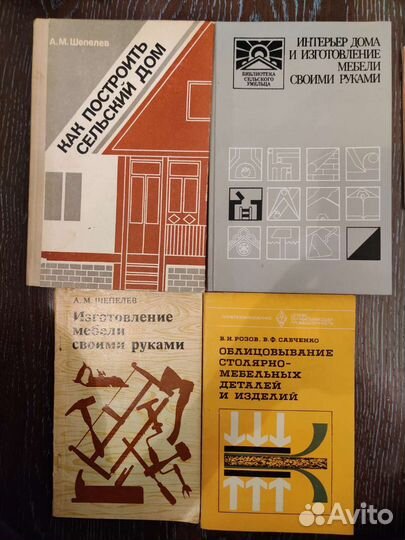 А.М. Шепелев
КАК ПОСТРОИТЬ
СЕЛЬСКИЙ ДОМ
БИБЛИОТЕКА
СЕЛЬСКОГО
УМЕЛЬЦА
ИНТЕРЬЕР ДОМА
И ИЗГОТОВЛЕНИЕ
МЕБЕЛИ
СВОИМИ РУКАМИ
А. М. ШЕПЕЛЕВ
Изготовление
мебели
своими руками
В.Н. РОЗОВ, В.Ф. САВЧЕНКО
ОБЛИЦОВЫВАНИЕ
СТОЛЯРНО-
МЕБЕЛЬНЫХ
ДЕТАЛЕЙ
И ИЗДЕЛИЙ
Avito